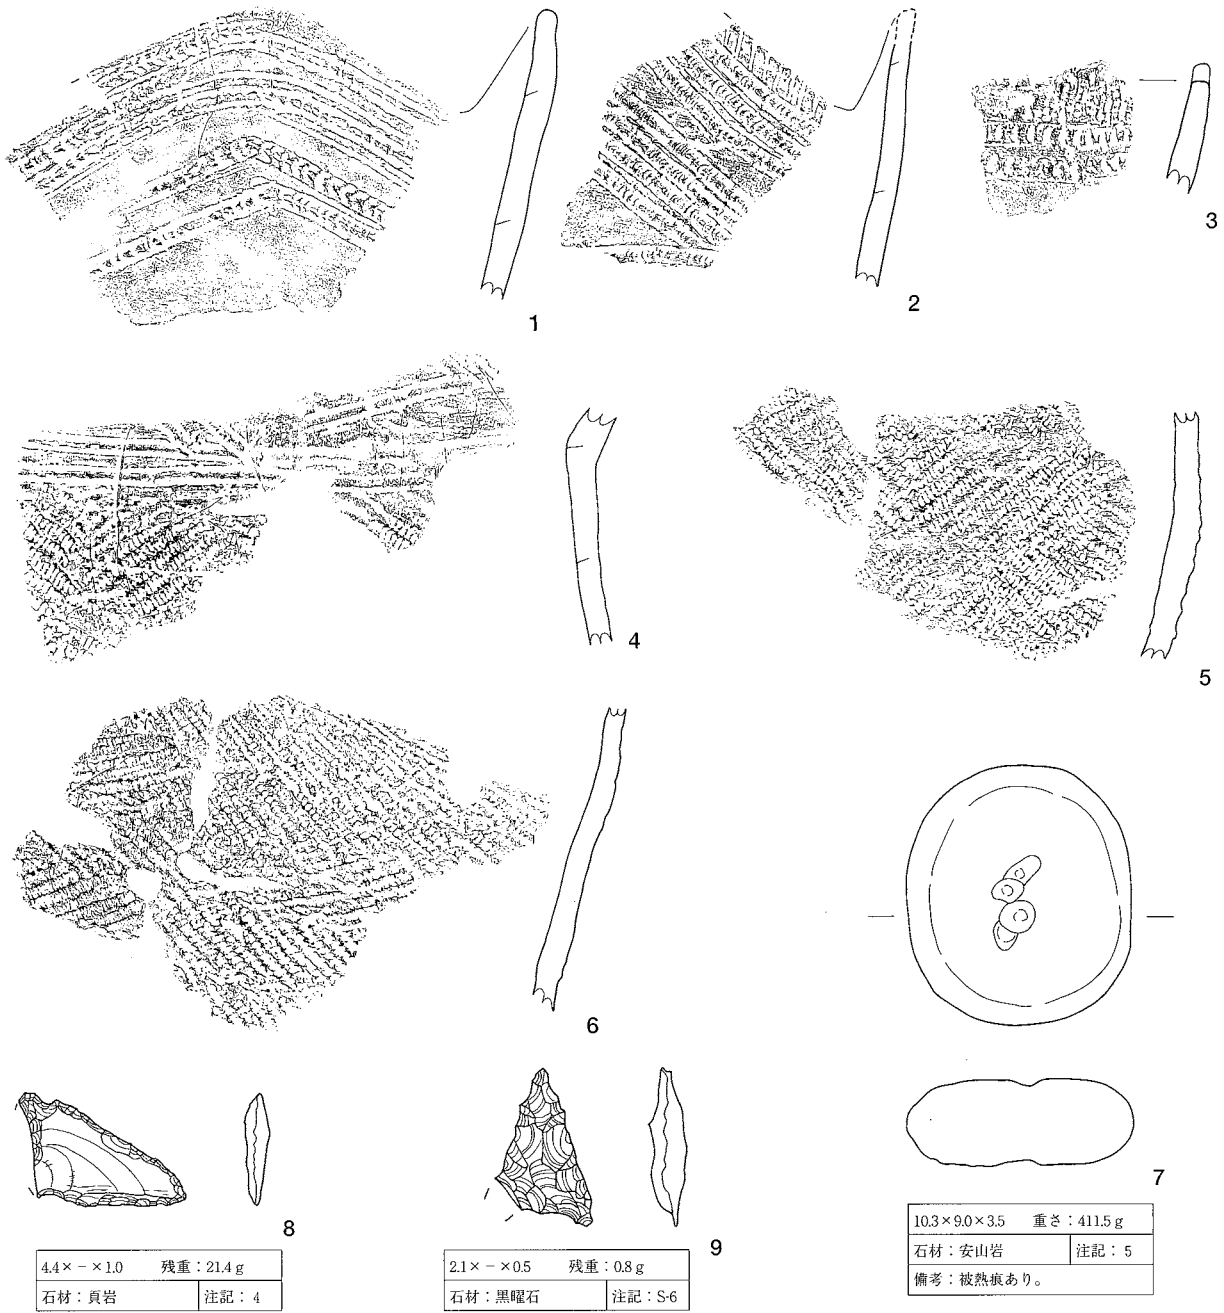 1
2
3
4
5
6
7
10.3×9.0×3.5 重さ：411.5 g
石材：安山岩 注記：5
備考：被熱痕あり。
8
4.4× − ×1.0 残重：21.4 g
石材：頁岩 注記：4
9
2.1× − ×0.5 残重：0.8 g
石材：黒曜石 注記：S-6